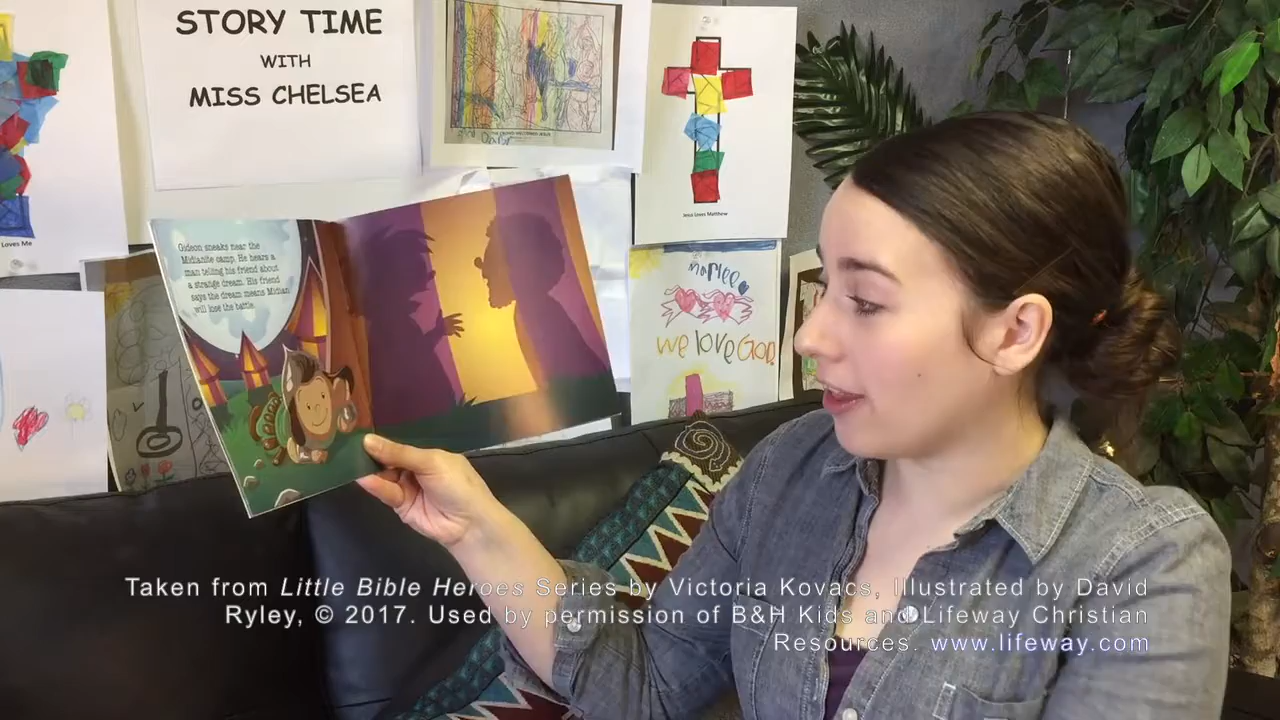 STORY TIME
WITH
MISS CHELSEA
Loves Me
Jesus Loves Matthew
we love God
Gideon sneaks near the
Midianite camp. He hears a
man telling his friend about
a strange dream. His friend
says the dream means Midian
will lose the battle.
Taken from Little Bible Heroes Series by Victoria Kovacs, Illustrated by David
Ryley, © 2017. Used by permission of B&H Kids and Lifeway Christian
Resources. www.lifeway.com